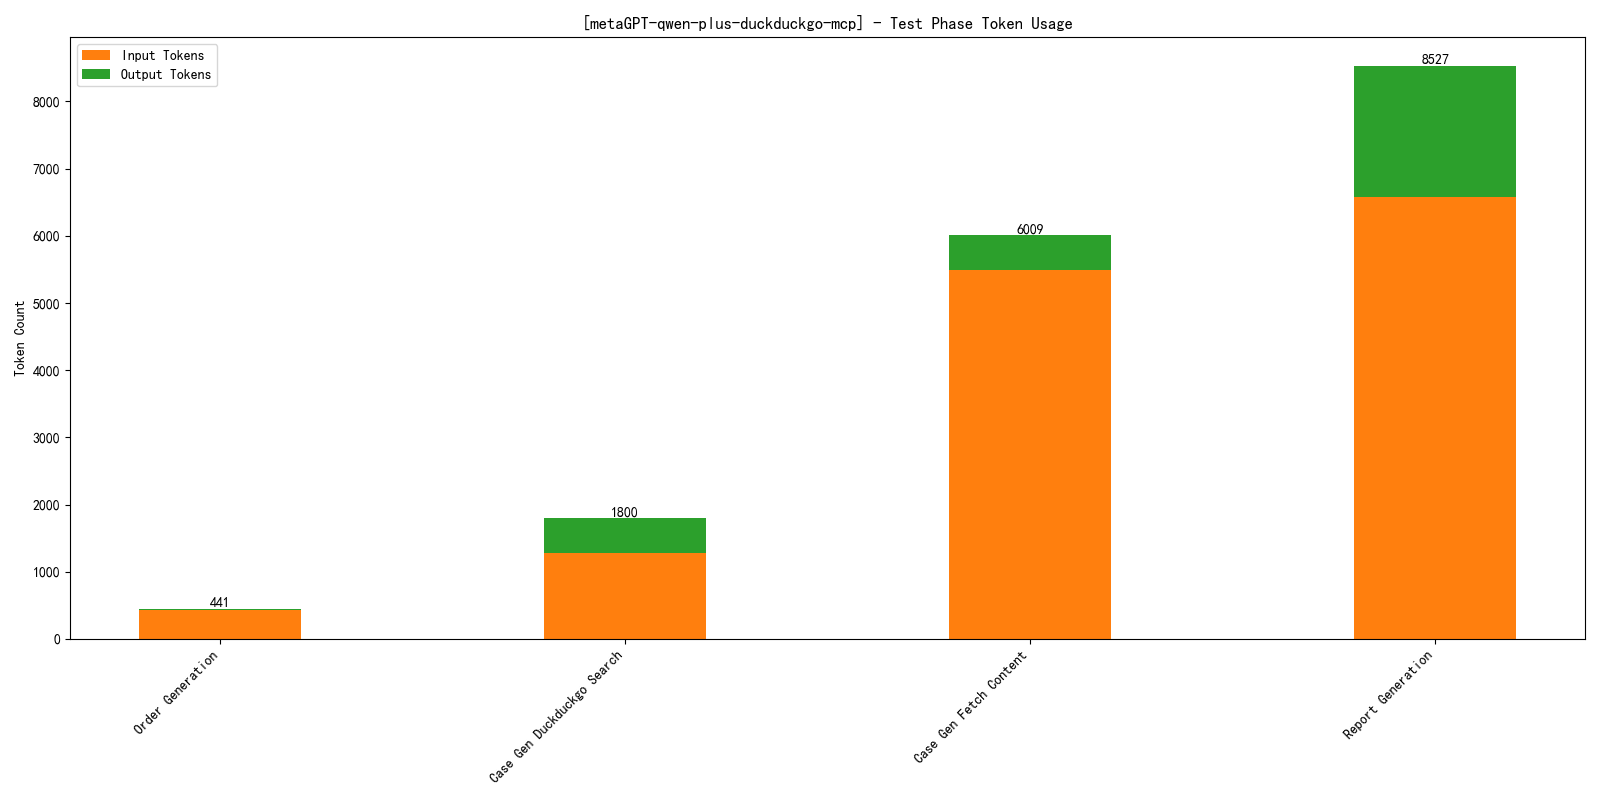 [metaGPT-qwen-plus-duckduckgo-mcp] - Test Phase Token Usage
Input Tokens
Output Tokens
Token Count
8000
7000
6000
5000
4000
3000
2000
1000
0
441
1800
6009
8527
Order Generation
Case Gen Duckduckgo Search
Case Gen Fetch Content
Report Generation